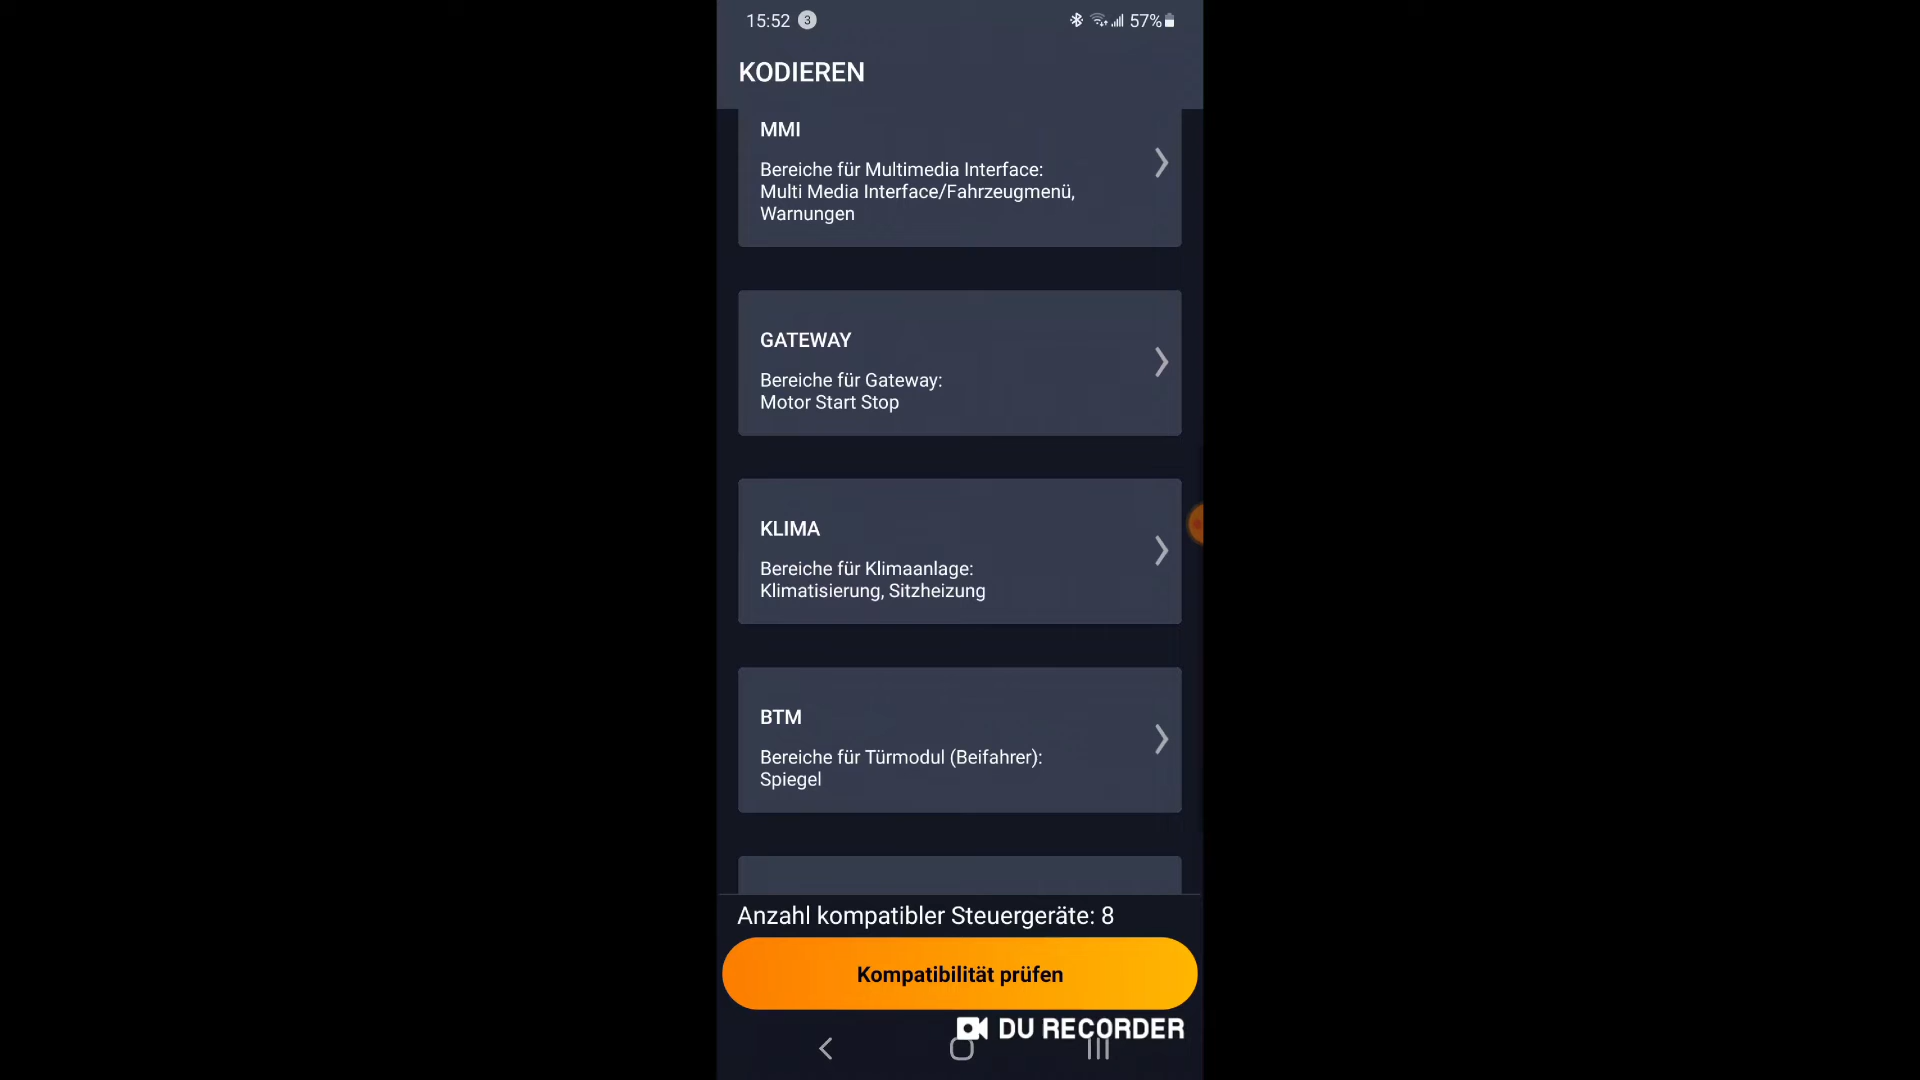 15:52 3 57%
KODIEREN
MMI
Bereiche für Multimedia Interface:
Multi Media Interface/Fahrzeugmenü,
Warnungen
GATEWAY
Bereiche für Gateway:
Motor Start Stop
KLIMA
Bereiche für Klimaanlage:
Klimatisierung, Sitzheizung
BTM
Bereiche für Türmodul (Beifahrer):
Spiegel
Anzahl kompatibler Steuergeräte: 8
Kompatibilität prüfen
DU RECORDER